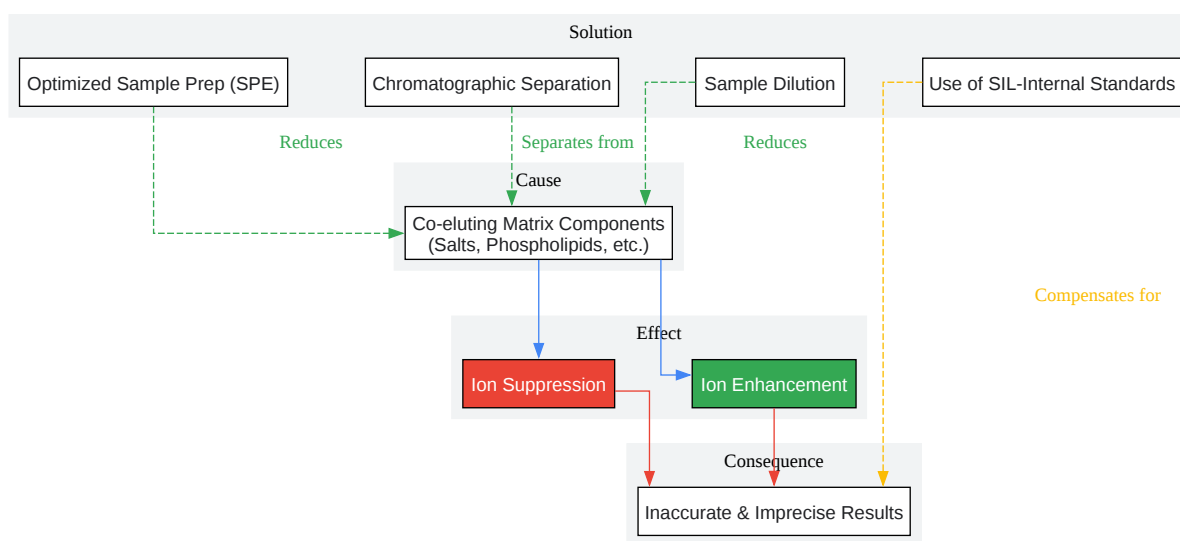 Solution
Optimized Sample Prep (SPE)
Chromatographic Separation
Sample Dilution
Use of SIL-Internal Standards
Reduces
Separates from
Reduces
Cause
Co-eluting Matrix Components
(Salts, Phospholipids, etc.)
Compensates for
Effect
Ion Suppression
Ion Enhancement
Consequence
Inaccurate & Imprecise Results